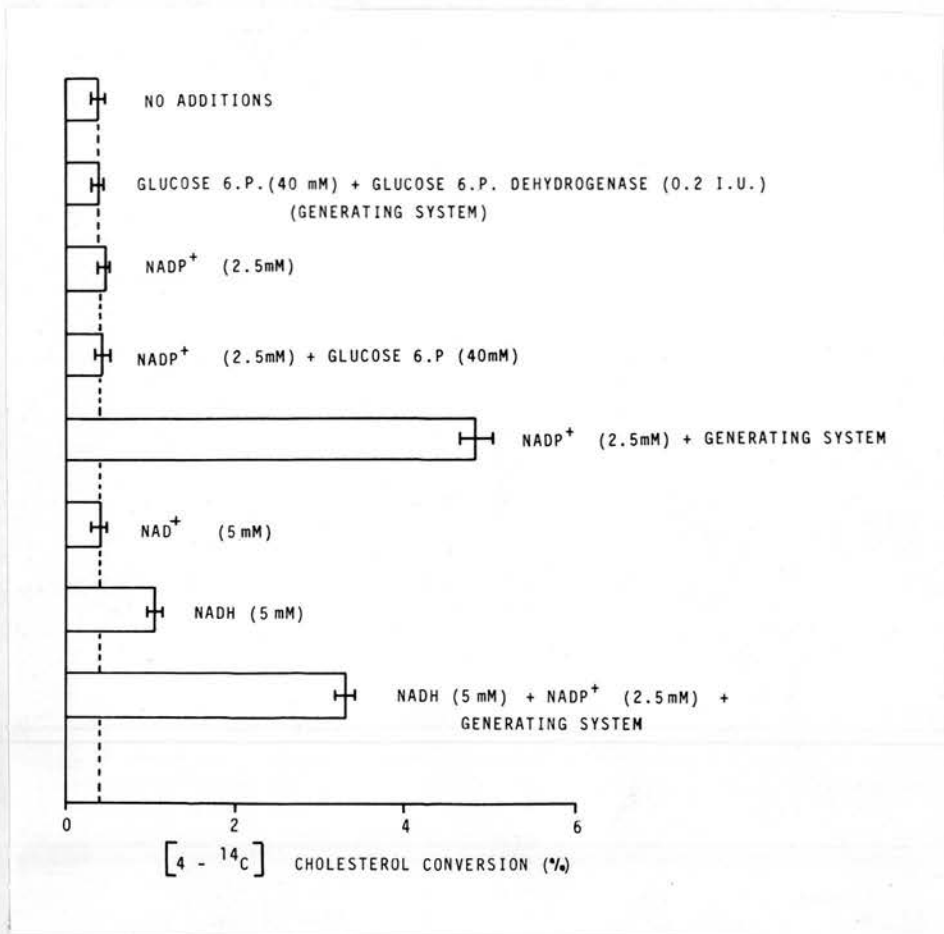 NO ADDITIONS
GLUCOSE 6.P.(40 mM) + GLUCOSE 6.P. DEHYDROGENASE (0.2 I.U.)
(GENERATING SYSTEM)
NADP⁺ (2.5mM)
NADP⁺ (2.5mM) + GLUCOSE 6.P (40mM)
NADP⁺ (2.5mM) + GENERATING SYSTEM
NAD⁺ (5 mM)
NADH (5 mM)
NADH (5 mM) + NADP⁺ (2.5mM) +
GENERATING SYSTEM
0 2 4 6
[4 - ¹⁴C] CHOLESTEROL CONVERSION (%)